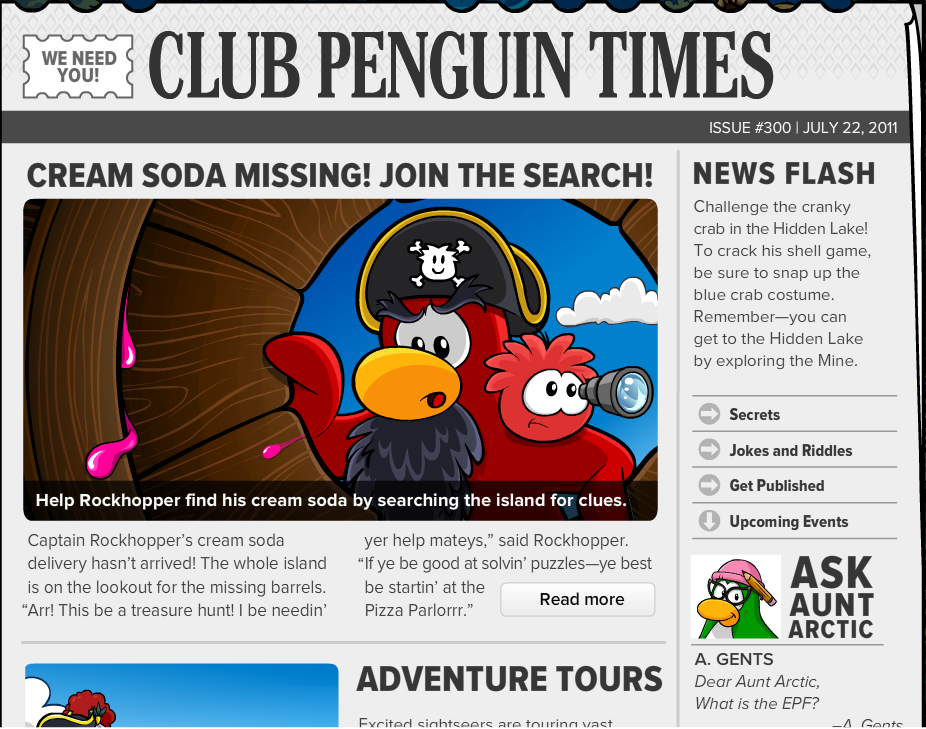 WE NEED
YOU!
CLUB PENGUIN TIMES
ISSUE #300 | JULY 22, 2011
CREAM SODA MISSING! JOIN THE SEARCH!
Help Rockhopper find his cream soda by searching the island for clues.
Captain Rockhopper’s cream soda
delivery hasn’t arrived! The whole island
is on the lookout for the missing barrels.
“Arr! This be a treasure hunt! I be needin’
yer help mateys,” said Rockhopper.
“If ye be good at solvin’ puzzles—ye best
be startin’ at the
Pizza Parlorrr.”
Read more
ADVENTURE TOURS
Excited sightseers are touring vast
NEWS FLASH
Challenge the cranky
crab in the Hidden Lake!
To crack his shell game,
be sure to snap up the
blue crab costume.
Remember—you can
get to the Hidden Lake
by exploring the Mine.
Secrets
Jokes and Riddles
Get Published
Upcoming Events
ASK
AUNT
ARCTIC
A. GENTS
Dear Aunt Arctic,
What is the EPF?
–A. Gents